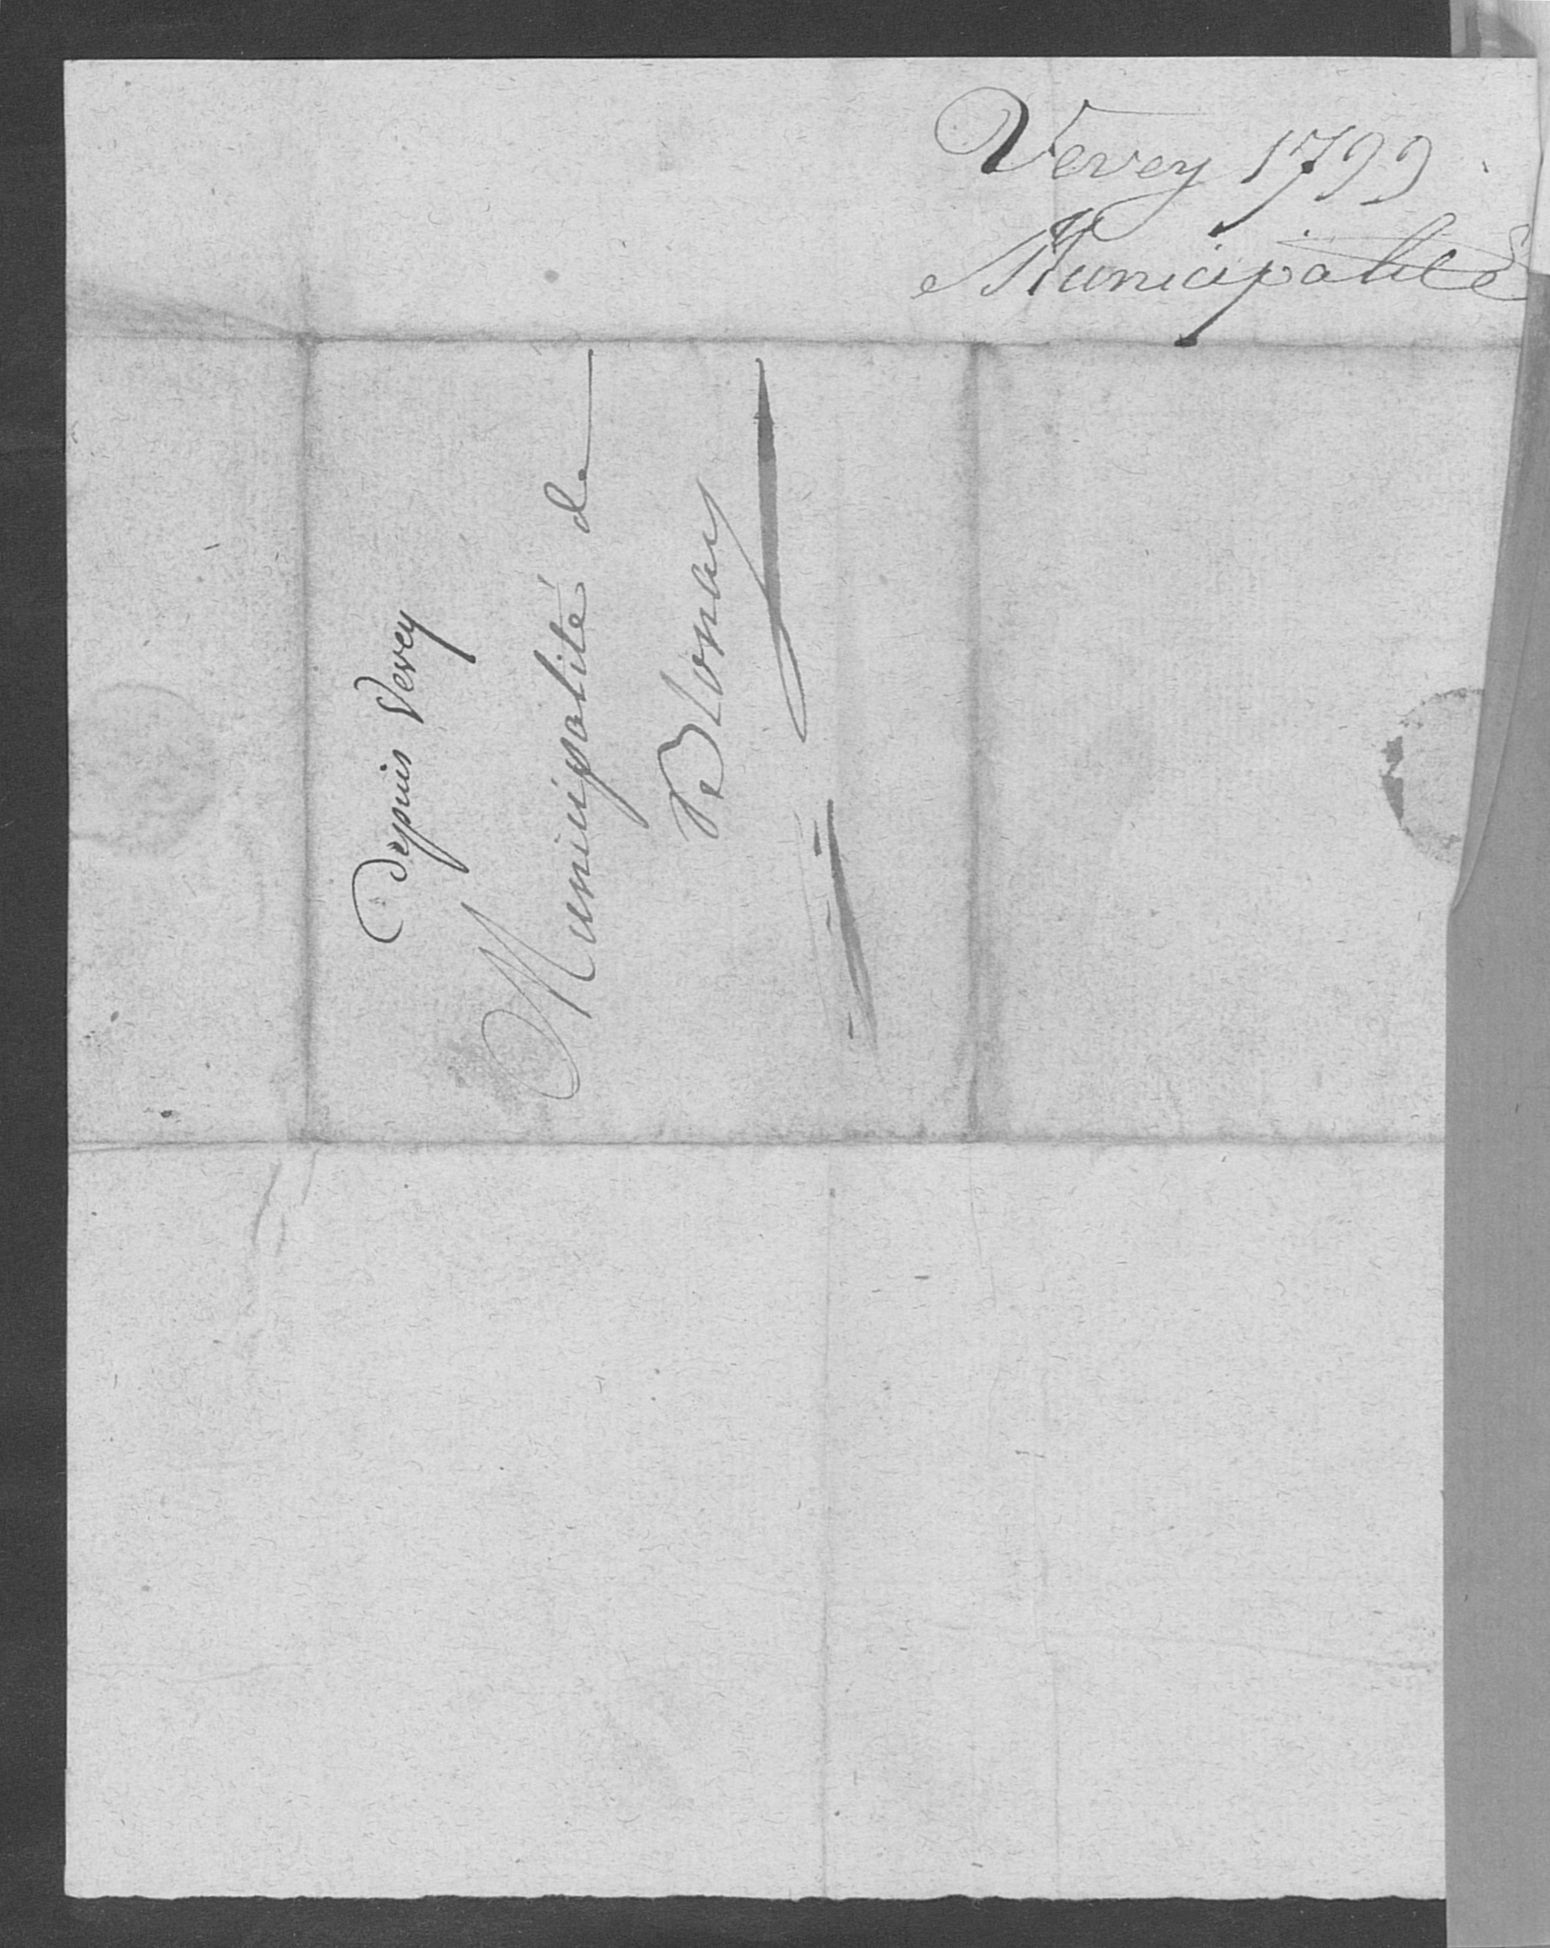 Vevey 1799
Municipalité
Depuis Vevey
Municipalité de
Blonay